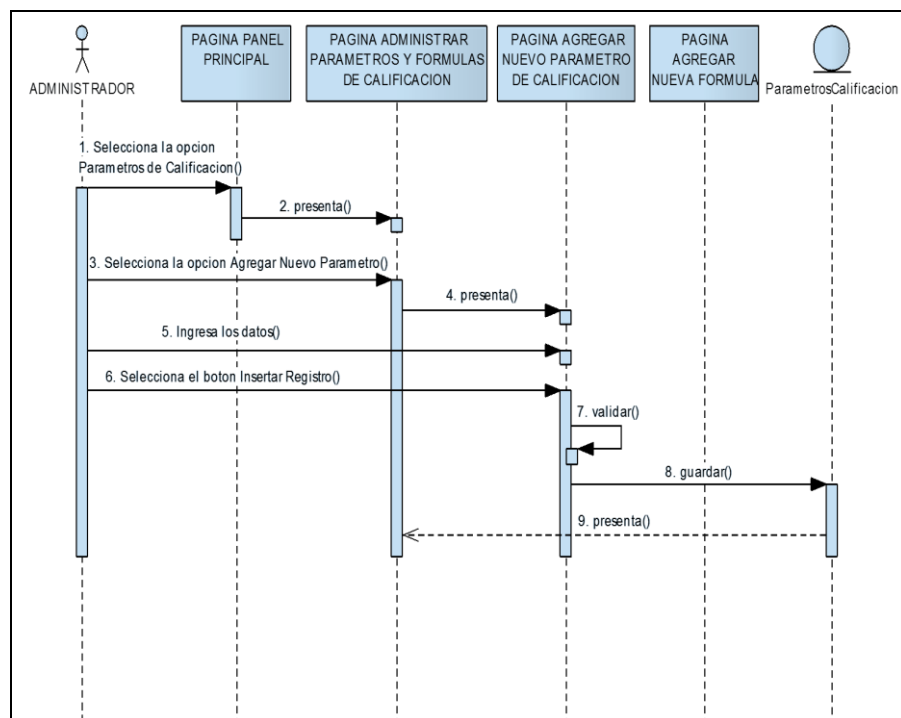 ADMINISTRADOR
PAGINA PANEL
PRINCIPAL
PAGINA ADMINISTRAR
PARAMETROS Y FORMULAS
DE CALIFICACION
PAGINA AGREGAR
NUEVO PARAMETRO
DE CALIFICACION
PAGINA
AGREGAR
NUEVA FORMULA
ParametrosCalificacion
1. Selecciona la opcion
Parametros de Calificacion()
2. presenta()
3. Selecciona la opcion Agregar Nuevo Parametro()
4. presenta()
5. Ingresa los datos()
6. Selecciona el boton Insertar Registro()
7. validar()
8. guardar()
9. presenta()